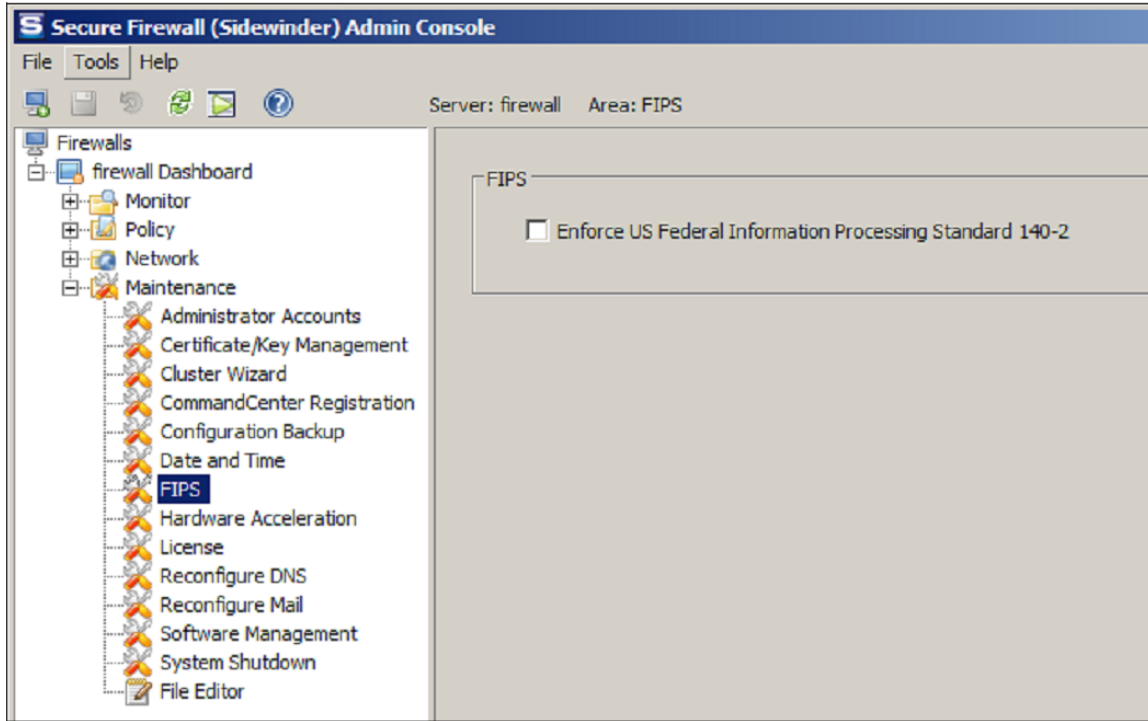 Secure Firewall (Sidewinder) Admin Console
File Tools Help
Server: firewall Area: FIPS
Firewalls
firewall Dashboard
Monitor
Policy
Network
Maintenance
Administrator Accounts
Certificate/Key Management
Cluster Wizard
CommandCenter Registration
Configuration Backup
Date and Time
FIPS
Hardware Acceleration
License
Reconfigure DNS
Reconfigure Mail
Software Management
System Shutdown
File Editor
FIPS
Enforce US Federal Information Processing Standard 140-2